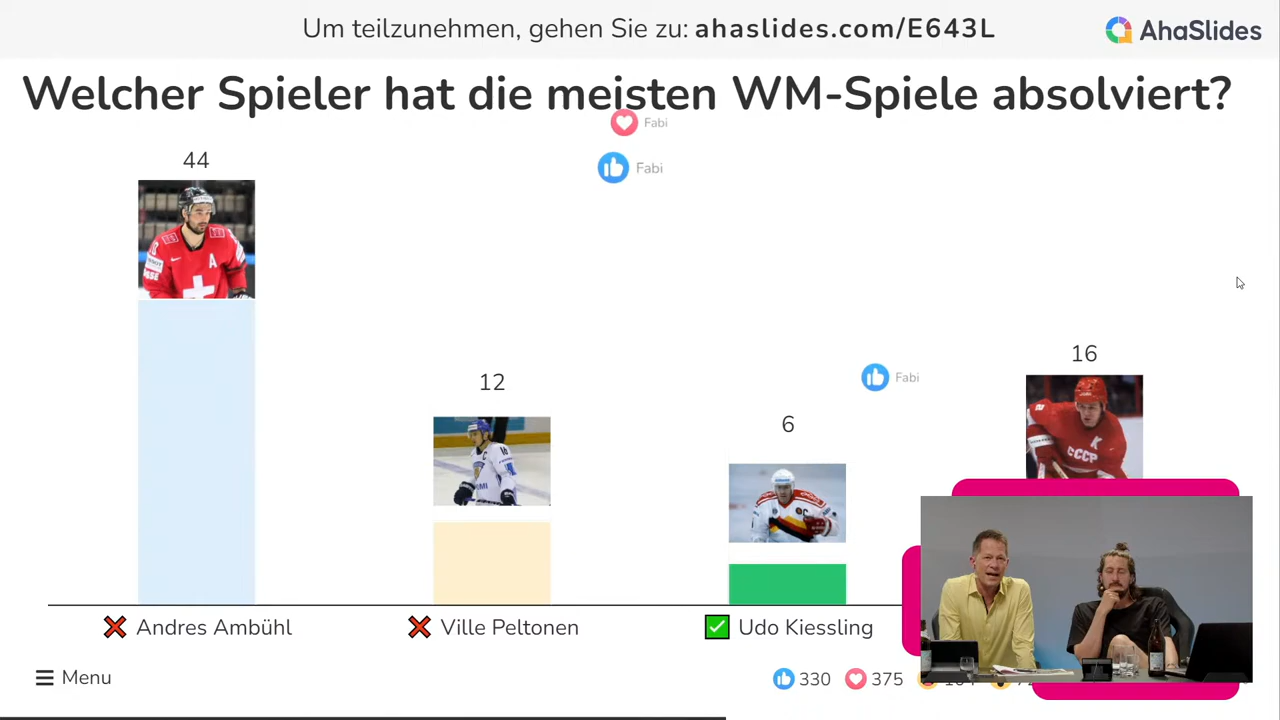 Um teilzunehmen, gehen Sie zu: ahaslides.com/E643L
AhaSlides
Welcher Spieler hat die meisten WM-Spiele absolviert?
Fabi
Fabi
44
12
6
16
Fabi
A
C
K
CCCP
❌ Andres Ambühl
❌ Ville Peltonen
✅ Udo Kiessling
Menu
330
375